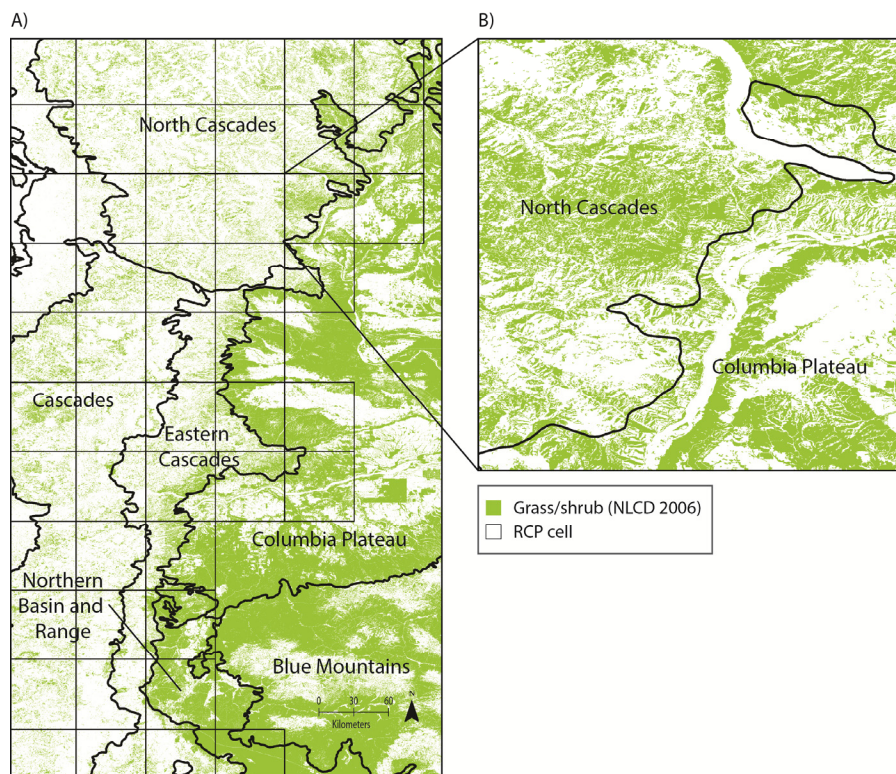 A)
B)
North Cascades
Cascades
Eastern
Cascades
Columbia Plateau
Northern
Basin and
Range
Blue Mountains
0 30 60
Kilometers
N
North Cascades
Columbia Plateau
Grass/shrub (NLCD 2006)
RCP cell